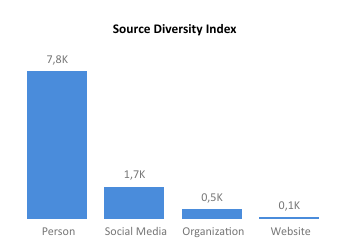 Source Diversity Index
7,8K
1,7K
0,5K
0,1K
Person Social Media Organization Website